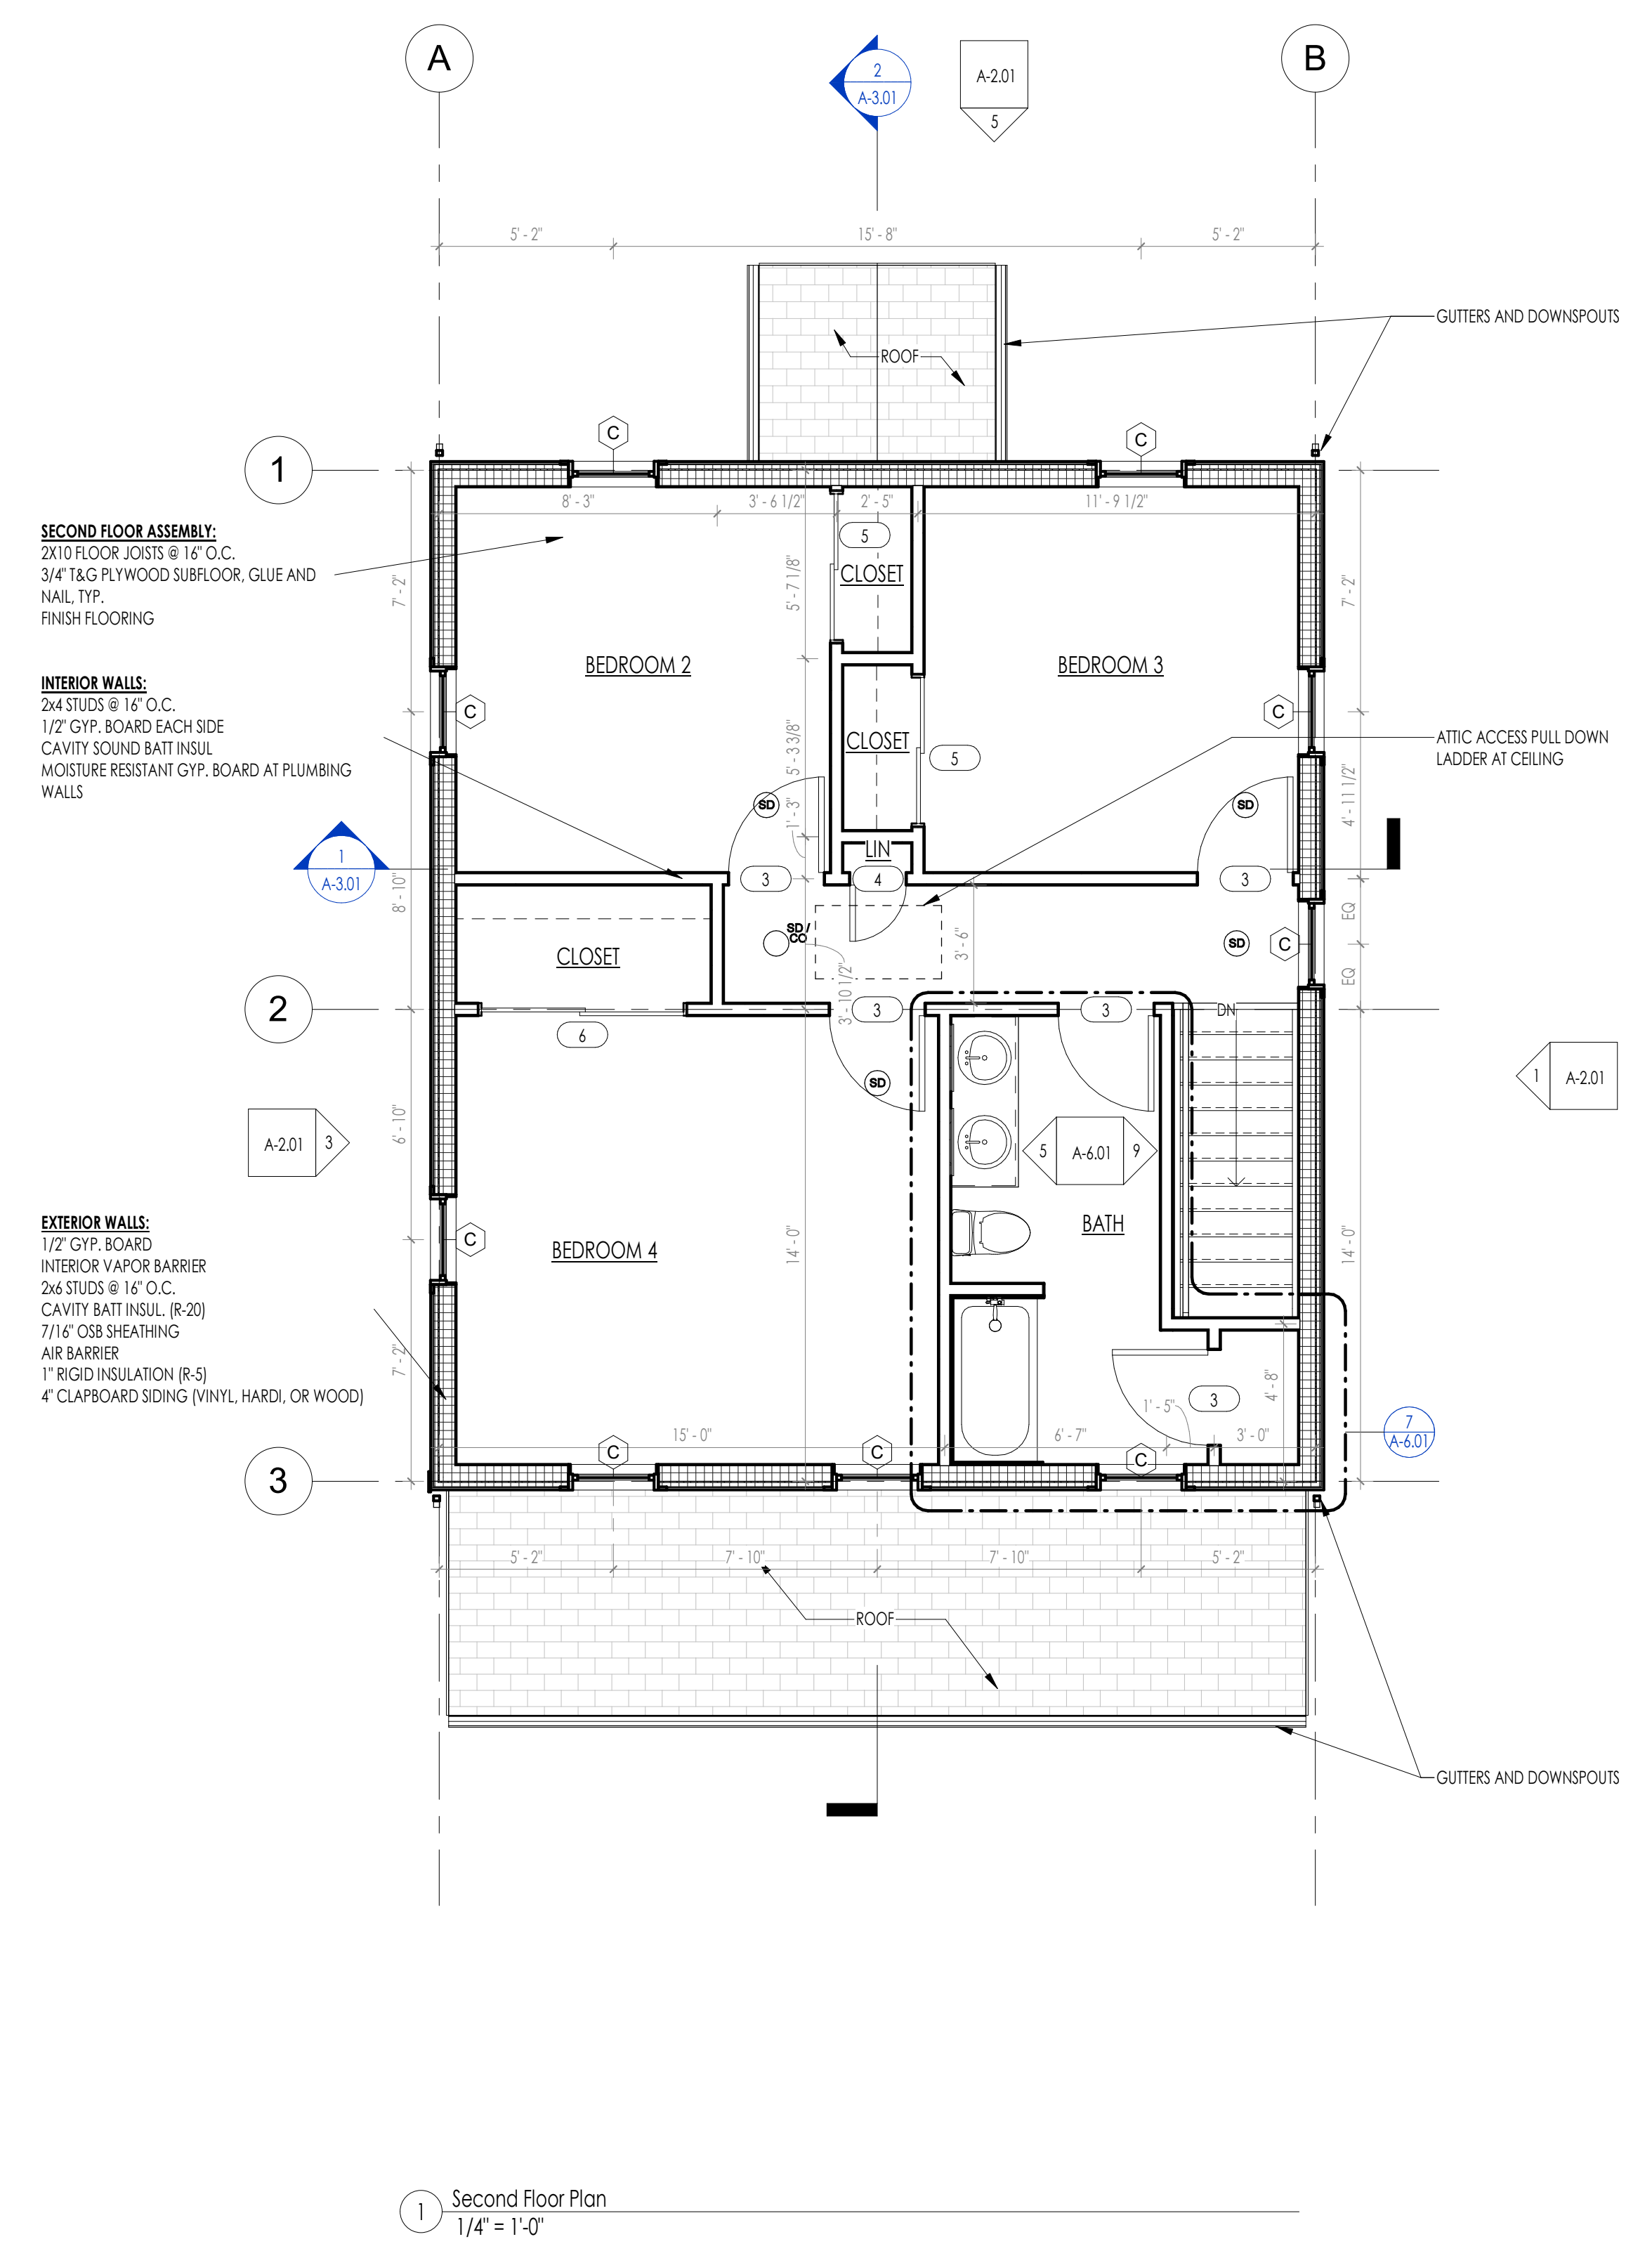 A
B
2
A-3.01
A-2.01
5
5' - 2"
15' - 8"
5' - 2"
GUTTERS AND DOWNSPOUTS
ROOF
C
C
1
8' - 3"
3' - 6 1/2"
2' - 5"
11' - 9 1/2"
SECOND FLOOR ASSEMBLY:
2X10 FLOOR JOISTS @ 16" O.C.
3/4" T&G PLYWOOD SUBFLOOR, GLUE AND
NAIL, TYP.
FINISH FLOORING
5
CLOSET
7' - 2"
5' - 7 1/8"
7' - 2"
BEDROOM 2
BEDROOM 3
INTERIOR WALLS:
2x4 STUDS @ 16" O.C.
1/2" GYP. BOARD EACH SIDE
CAVITY SOUND BATT INSUL
MOISTURE RESISTANT GYP. BOARD AT PLUMBING
WALLS
C
C
CLOSET
5
5' - 3 3/8"
ATTIC ACCESS PULL DOWN
LADDER AT CEILING
4' - 11 1/2"
SD
SD
1' - 3"
LIN
1
A-3.01
3
4
3
8' - 10"
EQ
SD /
CO
SD
C
3' - 6"
CLOSET
EQ
3' - 10 1/2"
2
3
3
DN
6
SD
1
A-2.01
6' - 10"
A-2.01
3
5
A-6.01
9
BATH
C
BEDROOM 4
14' - 0"
14' - 0"
EXTERIOR WALLS:
1/2" GYP. BOARD
INTERIOR VAPOR BARRIER
2x6 STUDS @ 16" O.C.
CAVITY BATT INSUL. (R-20)
7/16" OSB SHEATHING
AIR BARRIER
1" RIGID INSULATION (R-5)
4" CLAPBOARD SIDING (VINYL, HARDI, OR WOOD)
7' - 2"
4' - 8"
3
1' - 5"
15' - 0"
6' - 7"
3' - 0"
7
A-6.01
C
C
C
3
5' - 2"
7' - 10"
7' - 10"
5' - 2"
ROOF
GUTTERS AND DOWNSPOUTS
1
Second Floor Plan
1/4" = 1'-0"